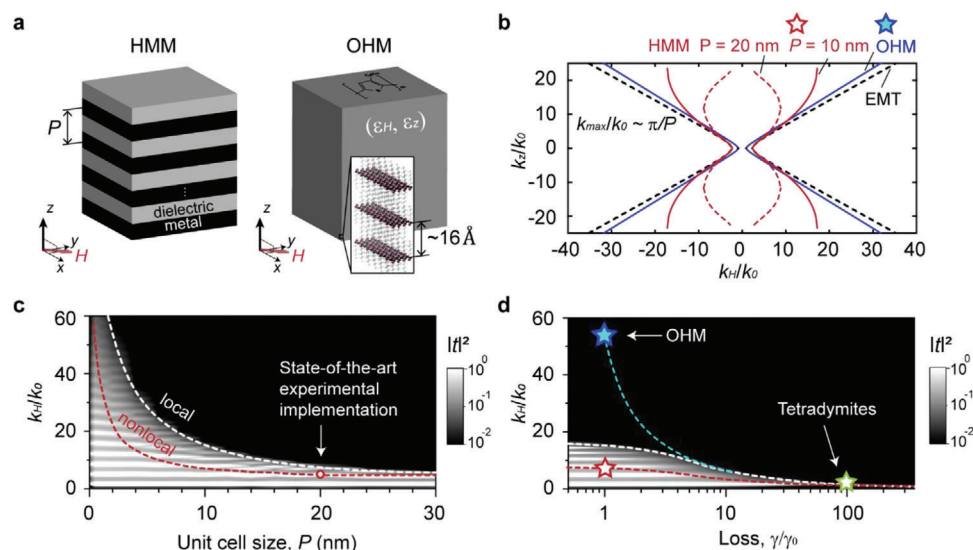 a
HMM
OHM
P
(εH, εz)
dielectric
metal
~16 Å
z
y
H
x
z
y
H
x
b
HMM P = 20 nm P = 10 nm OHM
EMT
kmax/k0 ~ π/P
kz/k0
20
10
0
-10
-20
-40 -30 -20 -10 0 10 20 30 40
kH/k0
c
60
40
20
0
kH/k0
local
nonlocal
State-of-the-art
experimental
implementation
0 10 20 30
Unit cell size, P (nm)
|t|²
10⁰
10⁻¹
10⁻²
d
60
40
20
0
kH/k0
OHM
Tetradymites
1 10 100
Loss, γ/γ0
|t|²
10⁰
10⁻¹
10⁻²